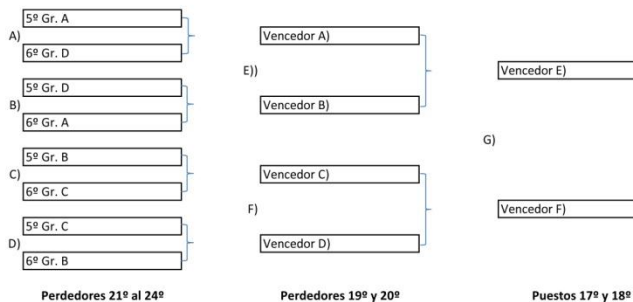 5º Gr. A
A)
6º Gr. D
5º Gr. D
B)
6º Gr. A
5º Gr. B
C)
6º Gr. C
5º Gr. C
D)
6º Gr. B
Perdedores 21º al 24º
Vencedor A)
E))
Vencedor B)
Vencedor C)
F)
Vencedor D)
Perdedores 19º y 20º
Vencedor E)
G)
Vencedor F)
Puestos 17º y 18º